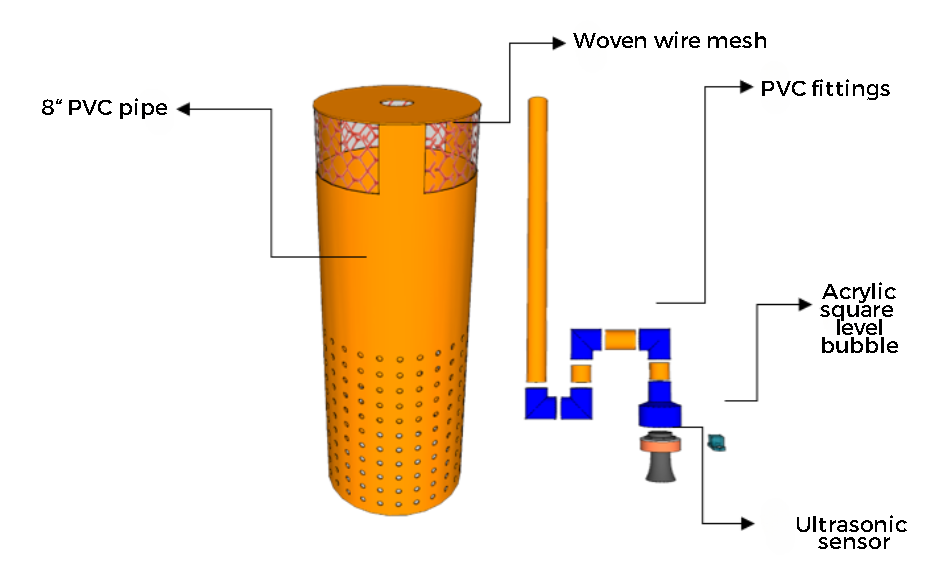 Woven wire mesh
PVC fittings
8“ PVC pipe
Acrylic
square
level
bubble
Ultrasonic
sensor